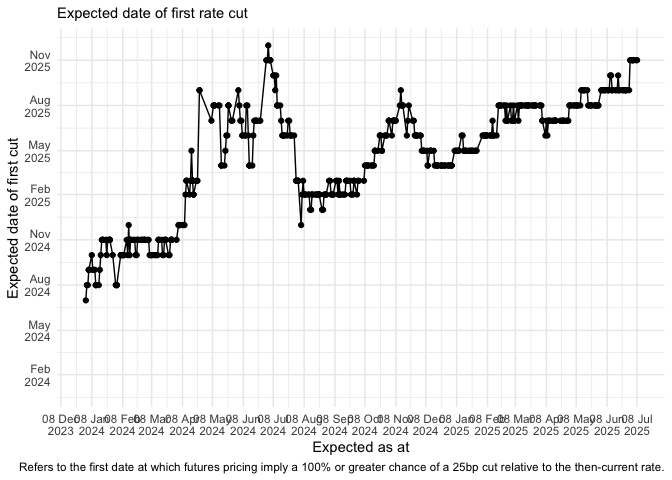 Expected date of first rate cut
Expected date of first cut
Nov
2025
Aug
2025
May
2025
Feb
2025
Nov
2024
Aug
2024
May
2024
Feb
2024
08 Dec 08 Jan 08 Feb 08 Mar 08 Apr 08 May 08 Jun 08 Jul 08 Aug 08 Sep 08 Oct 08 Nov 08 Dec 08 Jan 08 Feb 08 Mar 08 Apr 08 May 08 Jun 08 Jul
2023 2024 2024 2024 2024 2024 2024 2024 2024 2024 2024 2024 2024 2025 2025 2025 2025 2025 2025 2025
Expected as at
Refers to the first date at which futures pricing imply a 100% or greater chance of a 25bp cut relative to the then-current rate.